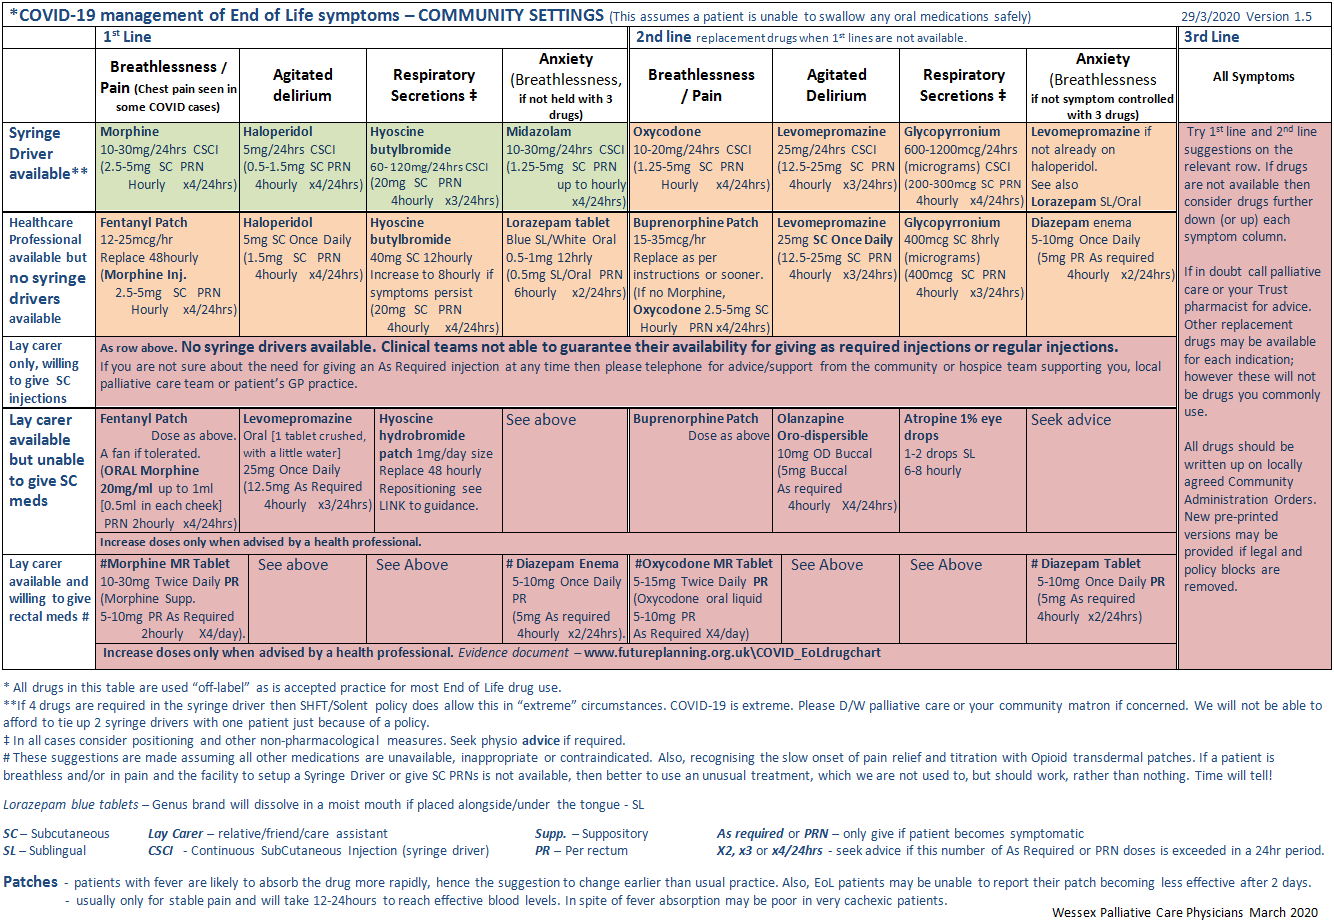 *COVID-19 management of End of Life symptoms – COMMUNITY SETTINGS (This assumes a patient is unable to swallow any oral medications safely) 29/3/2020 Version 1.5
1st Line
2nd line replacement drugs when 1st lines are not available.
3rd Line
Breathlessness /
Pain (Chest pain seen in
some COVID cases)
Agitated
delirium
Respiratory
Secretions ‡
Anxiety
(Breathlessness,
if not held with 3
drugs)
Breathlessness
/ Pain
Agitated
Delirium
Respiratory
Secretions ‡
Anxiety
(Breathlessness
if not symptom controlled
with 3 drugs)
All Symptoms
Syringe
Driver
available**
Morphine
10-30mg/24hrs CSCI
(2.5-5mg SC PRN
Hourly x4/24hrs)
Haloperidol
5mg/24hrs CSCI
(0.5-1.5mg SC PRN
4hourly x4/24hrs)
Hyoscine
butylbromide
60-120mg/24hrs CSCI
(20mg SC PRN
4hourly x3/24hrs)
Midazolam
10-30mg/24hrs CSCI
(1.25-5mg SC PRN
up to hourly
x4/24hrs)
Oxycodone
10-20mg/24hrs CSCI
(1.25-5mg SC PRN
Hourly x4/24hrs)
Levomepromazine
25mg/24hrs CSCI
(12.5-25mg SC PRN
4hourly x3/24hrs)
Glycopyrronium
600-1200mcg/24hrs
(micrograms) CSCI
(200-300mcg SC PRN
4hourly x4/24hrs)
Levomepromazine if
not already on
haloperidol.
See also
Lorazepam SL/Oral
Try 1st line and 2nd line
suggestions on the
relevant row. If drugs
are not available then
consider drugs further
down (or up) each
symptom column.
If in doubt call palliative
care or your Trust
pharmacist for advice.
Other replacement
drugs may be available
for each indication;
however these will not
be drugs you commonly
use.
All drugs should be
written up on locally
agreed Community
Administration Orders.
New pre-printed
versions may be
provided if legal and
policy blocks are
removed.
Healthcare
Professional
available but
no syringe
drivers
available
Fentanyl Patch
12-25mcg/hr
Replace 48hourly
(Morphine Inj.
2.5-5mg SC PRN
Hourly x4/24hrs)
Haloperidol
5mg SC Once Daily
(1.5mg SC PRN
4hourly x4/24hrs)
Hyoscine
butylbromide
40mg SC 12hourly
Increase to 8hourly if
symptoms persist
(20mg SC PRN
4hourly x4/24hrs)
Lorazepam tablet
Blue SL/White Oral
0.5-1mg 12hrly
(0.5mg SL/Oral PRN
6hourly x2/24hrs)
Buprenorphine Patch
15-35mcg/hr
Replace as per
instructions or sooner.
(If no Morphine,
Oxycodone 2.5-5mg SC
Hourly PRN x4/24hrs)
Levomepromazine
25mg SC Once Daily
(12.5-25mg SC PRN
4hourly x3/24hrs)
Glycopyrronium
400mcg SC 8hrly
(micrograms)
(400mcg SC PRN
4hourly x3/24hrs)
Diazepam enema
5-10mg Once Daily
(5mg PR As required
4hourly x2/24hrs)
Lay carer
only, willing
to give SC
injections
As row above. No syringe drivers available. Clinical teams not able to guarantee their availability for giving as required injections or regular injections.
If you are not sure about the need for giving an As Required injection at any time then please telephone for advice/support from the community or hospice team supporting you, local
palliative care team or patient's GP practice.
Lay carer
available
but unable
to give SC
meds
Fentanyl Patch
Dose as above.
A fan if tolerated.
(ORAL Morphine
20mg/ml up to 1ml
[0.5ml in each cheek]
PRN 2hourly x4/24hrs)
Levomepromazine
Oral [1 tablet crushed,
with a little water]
25mg Once Daily
(12.5mg As Required
4hourly x3/24hrs)
Hyoscine
hydrobromide
patch 1mg/day size
Replace 48 hourly
Repositioning see
LINK to guidance.
See above
Buprenorphine Patch
Dose as above
Olanzapine
Oro-dispersible
10mg OD Buccal
(5mg Buccal
As required
4hourly X4/24hrs)
Atropine 1% eye
drops
1-2 drops SL
6-8 hourly
Seek advice
Increase doses only when advised by a health professional.
Lay carer
available and
willing to give
rectal meds #
#Morphine MR Tablet
10-30mg Twice Daily PR
(Morphine Supp.
5-10mg PR As Required
2hourly X4/day).
See above
See Above
# Diazepam Enema
5-10mg Once Daily
PR
(5mg As required
4hourly x2/24hrs).
#Oxycodone MR Tablet
5-15mg Twice Daily PR
(Oxycodone oral liquid
5-10mg PR
As Required X4/day)
See Above
See Above
# Diazepam Tablet
5-10mg Once Daily PR
(5mg As required
4hourly x2/24hrs)
Increase doses only when advised by a health professional. Evidence document – www.futureplanning.org.uk\COVID_EoLdrugchart
* All drugs in this table are used "off-label" as is accepted practice for most End of Life drug use.
**If 4 drugs are required in the syringe driver then SHFT/Solent policy does allow this in "extreme" circumstances. COVID-19 is extreme. Please D/W palliative care or your community matron if concerned. We will not be able to
afford to tie up 2 syringe drivers with one patient just because of a policy.
‡ In all cases consider positioning and other non-pharmacological measures. Seek physio advice if required.
# These suggestions are made assuming all other medications are unavailable, inappropriate or contraindicated. Also, recognising the slow onset of pain relief and titration with Opioid transdermal patches. If a patient is
breathless and/or in pain and the facility to setup a Syringe Driver or give SC PRNs is not available, then better to use an unusual treatment, which we are not used to, but should work, rather than nothing. Time will tell!
Lorazepam blue tablets – Genus brand will dissolve in a moist mouth if placed alongside/under the tongue - SL
SC – Subcutaneous Lay Carer – relative/friend/care assistant Supp. – Suppository As required or PRN – only give if patient becomes symptomatic
SL – Sublingual CSCI - Continuous SubCutaneous Injection (syringe driver) PR – Per rectum X2, x3 or x4/24hrs - seek advice if this number of As Required or PRN doses is exceeded in a 24hr period.
Patches - patients with fever are likely to absorb the drug more rapidly, hence the suggestion to change earlier than usual practice. Also, EoL patients may be unable to report their patch becoming less effective after 2 days.
- usually only for stable pain and will take 12-24hours to reach effective blood levels. In spite of fever absorption may be poor in very cachexic patients.
Wessex Palliative Care Physicians March 2020